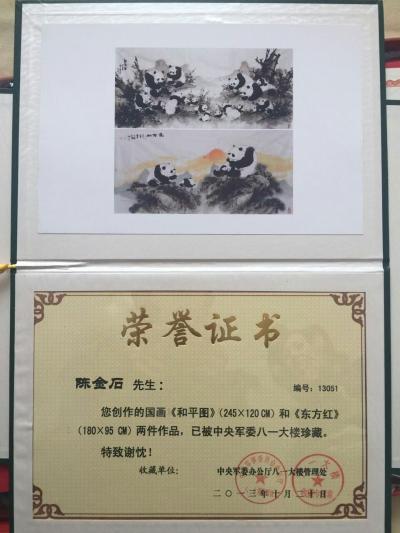 荣誉证书
陈金石 先生：
编号：13051
您创作的国画《和平图》（245×120 CM）和《东方红》
（180×95 CM）两件作品，已被中央军委八一大楼珍藏。
特致谢忱！
收藏单位： 中央军委办公厅八一大楼管理处
二〇一三年十月二十日